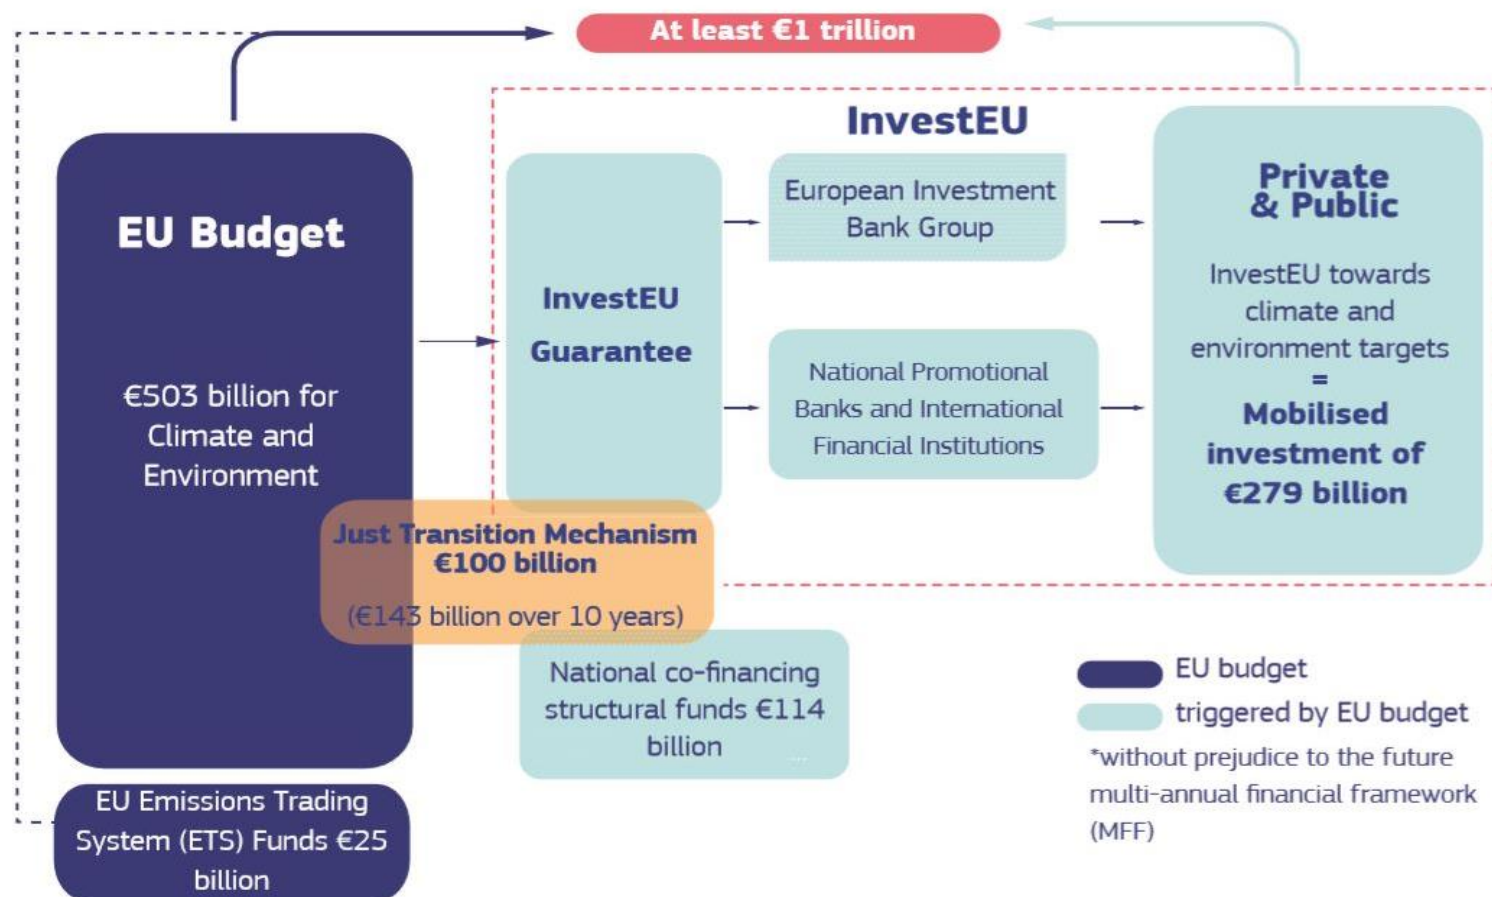 At least €1 trillion
EU Budget
€503 billion for
Climate and
Environment
InvestEU
InvestEU
Guarantee
European Investment
Bank Group
National Promotional
Banks and International
Financial Institutions
Private
& Public
InvestEU towards
climate and
environment targets
=
Mobilised
investment of
€279 billion
Just Transition Mechanism
€100 billion
(€143 billion over 10 years)
National co-financing
structural funds €114
billion
...
EU Emissions Trading
System (ETS) Funds €25
billion
EU budget
triggered by EU budget
*without prejudice to the future
multi-annual financial framework
(MFF)